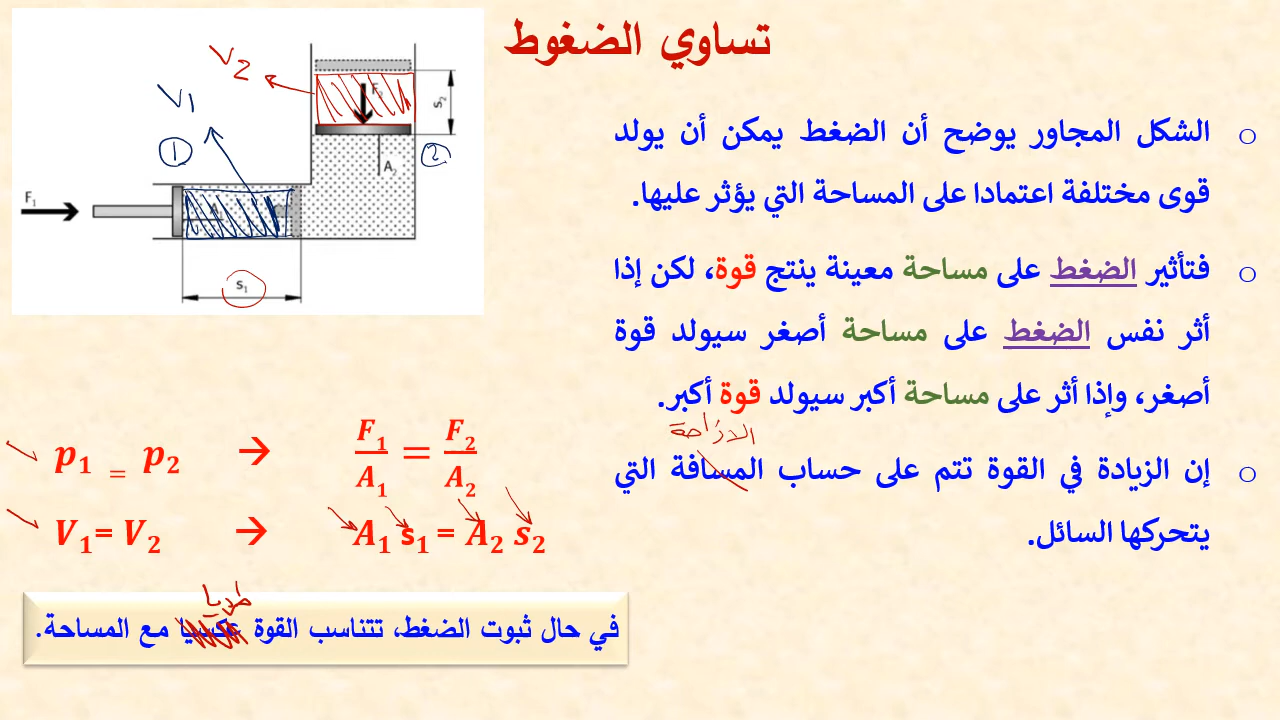 تساوي الضغوط
الشكل المجاور يوضح أن الضغط يمكن أن يولد
قوى مختلفة اعتمادا على المساحة التي يؤثر عليها.
فتأثير الضغط على مساحة معينة ينتج قوة، لكن إذا
أثر نفس الضغط على مساحة أصغر سيولد قوة
أصغر، وإذا أثر على مساحة أكبر سيولد قوة أكبر.
الازاحة
إن الزيادة في القوة تتم على حساب المسافة التي
يتحركها السائل.
V2
V1
1
2
F1
F2
s2
A2
A1
s1
p1 = p2 → F1/A1 = F2/A2
V1= V2 → A1 s1 = A2 s2
طرديا
في حال ثبوت الضغط، تتناسب القوة عكسيا مع المساحة.